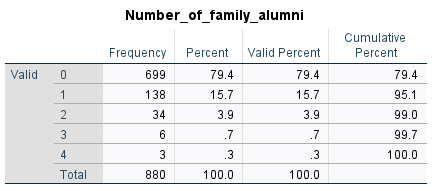 Number_of_family_alumni
Frequency Percent Valid Percent Cumulative Percent
Valid 0 699 79.4 79.4 79.4
1 138 15.7 15.7 95.1
2 34 3.9 3.9 99.0
3 6 .7 .7 99.7
4 3 .3 .3 100.0
Total 880 100.0 100.0